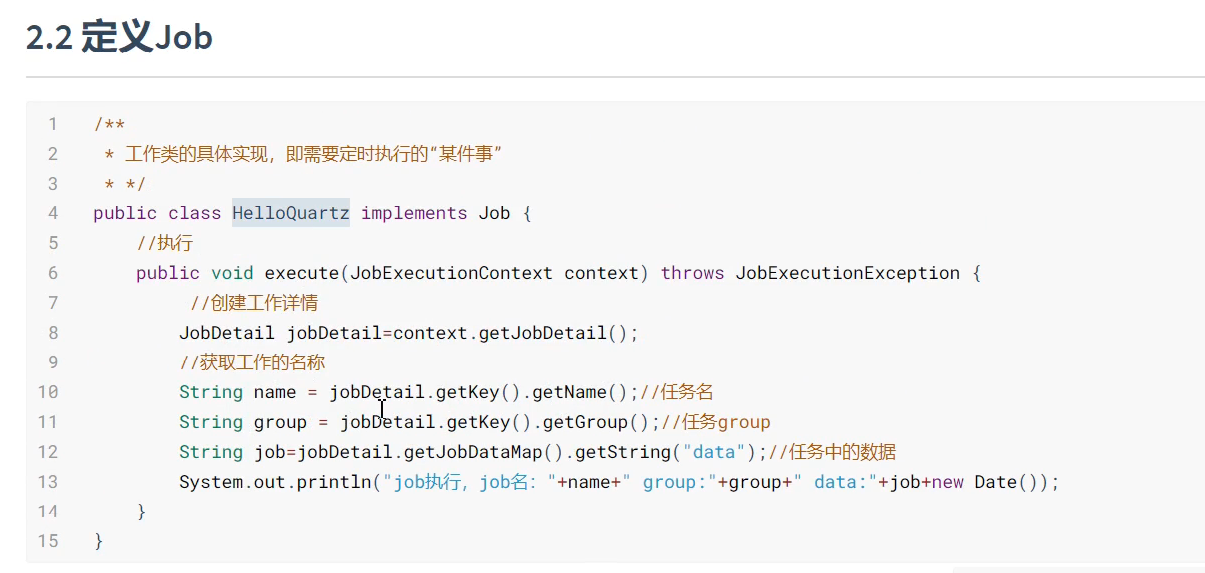 2.2 定义Job
1 /**
2 * 工作类的具体实现，即需要定时执行的“某件事”
3 * */
4 public class HelloQuartz implements Job {
5 //执行
6 public void execute(JobExecutionContext context) throws JobExecutionException {
7 //创建工作详情
8 JobDetail jobDetail=context.getJobDetail();
9 //获取工作的名称
10 String name = jobDetail.getKey().getName();//任务名
11 String group = jobDetail.getKey().getGroup();//任务group
12 String job=jobDetail.getJobDataMap().getString("data");//任务中的数据
13 System.out.println("job执行，job名："+name+" group:"+group+" data:"+job+new Date());
14 }
15 }